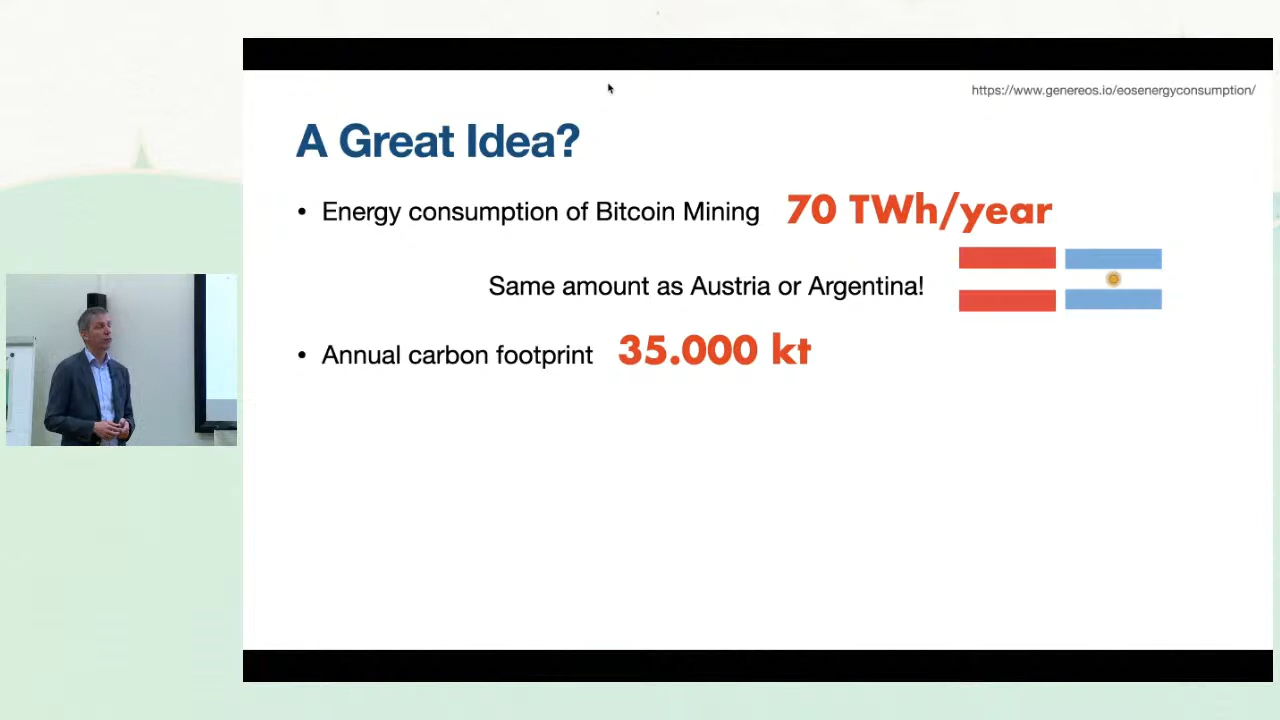 https://www.genereos.io/eosenergyconsumption/
A Great Idea?
• Energy consumption of Bitcoin Mining 70 TWh/year
Same amount as Austria or Argentina!
• Annual carbon footprint 35.000 kt